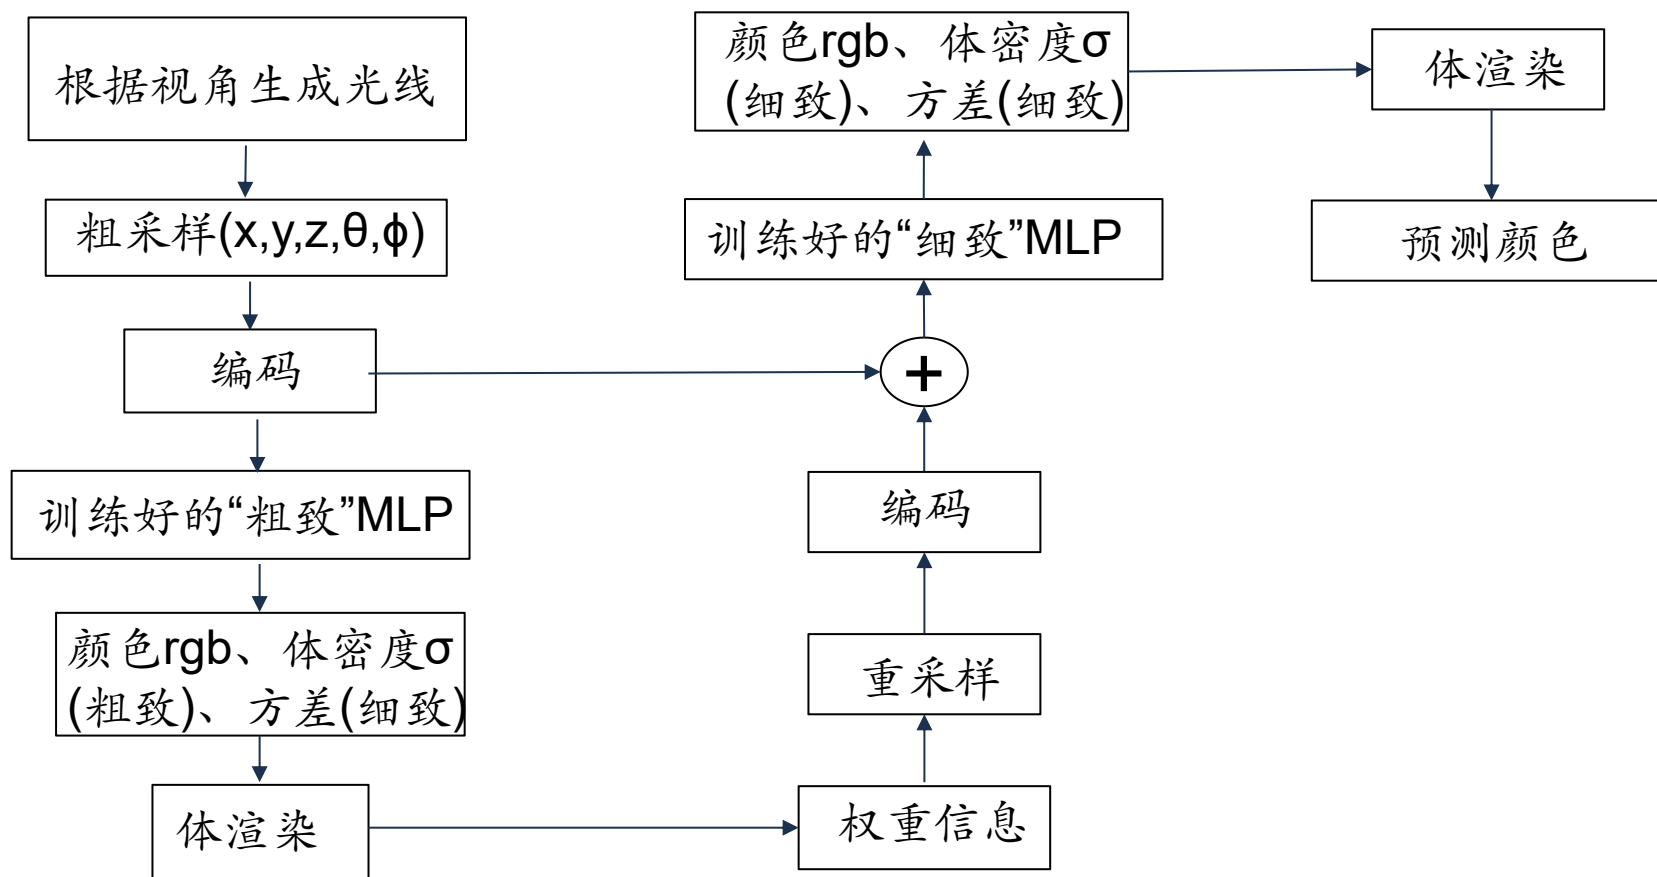 根据视角生成光线
粗采样(x,y,z,θ,ϕ)
编码
训练好的“粗致”MLP
颜色rgb、体密度σ
(粗致)、方差(细致)
体渲染
权重信息
重采样
编码
+
训练好的“细致”MLP
颜色rgb、体密度σ
(细致)、方差(细致)
体渲染
预测颜色